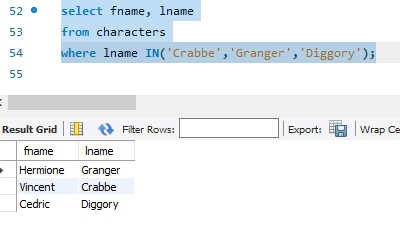 52 select fname, lname
53 from characters
54 where lname IN('Crabbe','Granger','Diggory');
55
Result Grid Filter Rows: Export: Wrap Ce
fname lname
Hermione Granger
Vincent Crabbe
Cedric Diggory